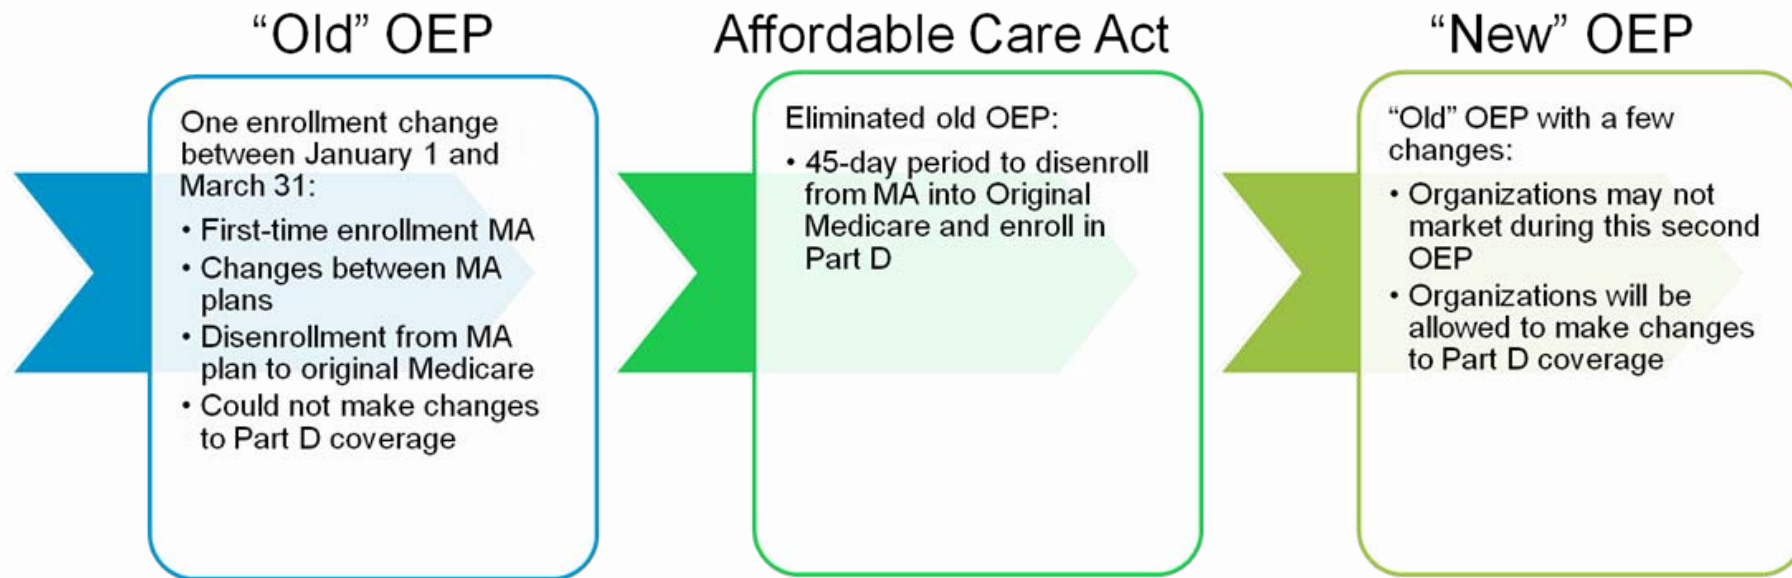 “Old” OEP
One enrollment change
between January 1 and
March 31:
• First-time enrollment MA
• Changes between MA
plans
• Disenrollment from MA
plan to original Medicare
• Could not make changes
to Part D coverage
Affordable Care Act
Eliminated old OEP:
• 45-day period to disenroll
from MA into Original
Medicare and enroll in
Part D
“New” OEP
“Old” OEP with a few
changes:
• Organizations may not
market during this second
OEP
• Organizations will be
allowed to make changes
to Part D coverage